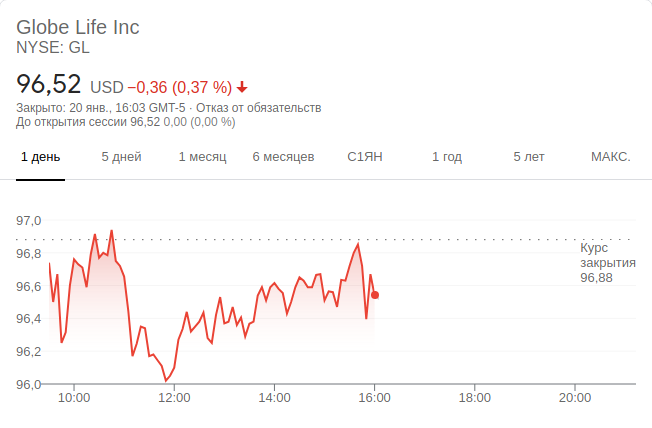 Globe Life Inc
NYSE: GL
96,52 USD −0,36 (0,37 %)
Закрыто: 20 янв., 16:03 GMT-5 · Отказ от обязательств
До открытия сессии 96,52 0,00 (0,00 %)
1 день 5 дней 1 месяц 6 месяцев С1ЯН 1 год 5 лет МАКС.
97,0
96,8
96,6
96,4
96,2
96,0
Курс
закрытия
96,88
10:00 12:00 14:00 16:00 18:00 20:00